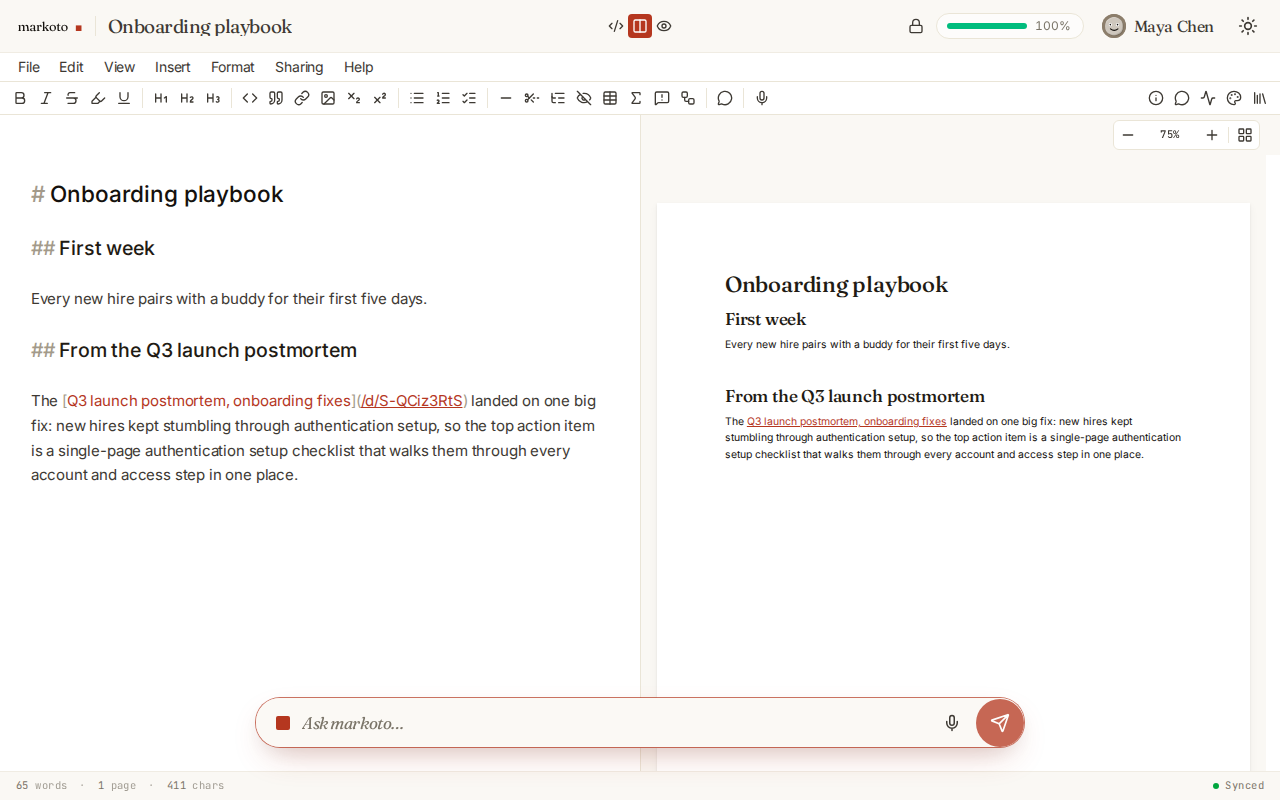 markoto
Onboarding playbook
100%
Maya Chen
File Edit View Insert Format Sharing Help
H1 H2 H3
75%
# Onboarding playbook
## First week
Every new hire pairs with a buddy for their first five days.
## From the Q3 launch postmortem
The [Q3 launch postmortem, onboarding fixes](/d/S-QCiz3RtS) landed on one big
fix: new hires kept stumbling through authentication setup, so the top action item
is a single-page authentication setup checklist that walks them through every
account and access step in one place.
Onboarding playbook
First week
Every new hire pairs with a buddy for their first five days.
From the Q3 launch postmortem
The Q3 launch postmortem, onboarding fixes landed on one big fix: new hires kept
stumbling through authentication setup, so the top action item is a single-page authentication
setup checklist that walks them through every account and access step in one place.
Ask markoto...
65 words · 1 page · 411 chars
Synced